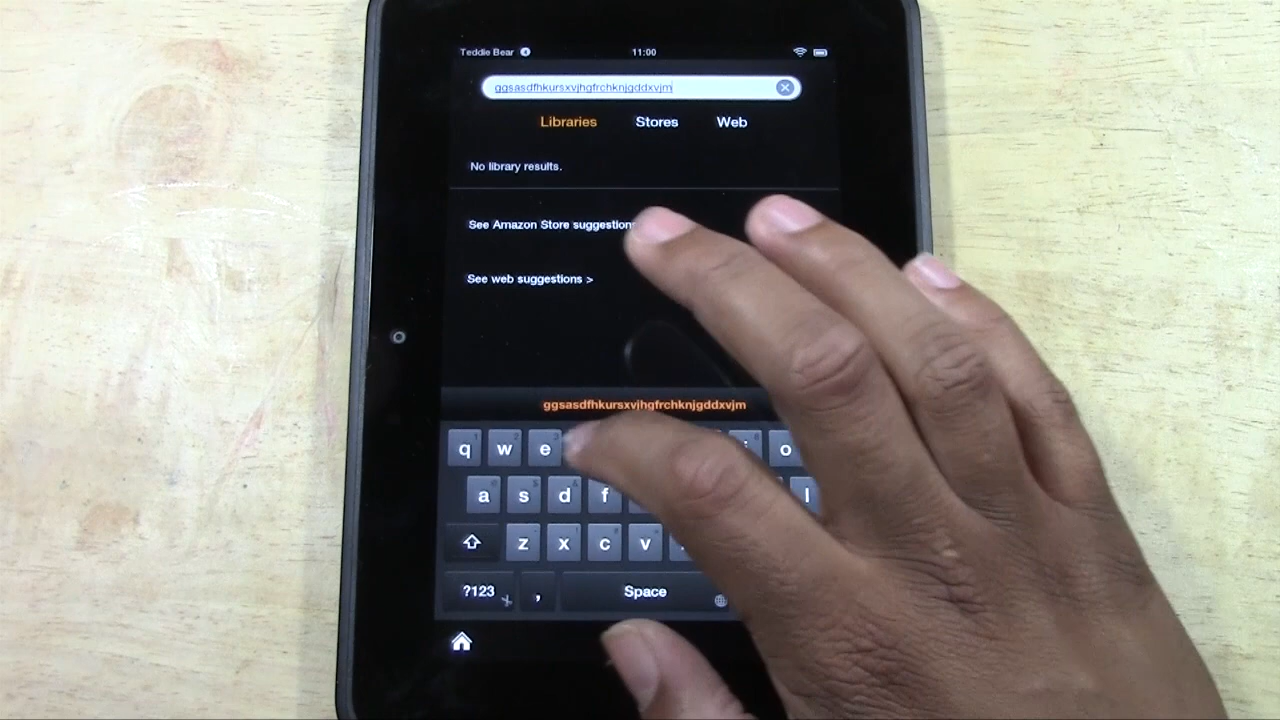 Teddie Bear 11:00
ggsasdfhkursxvjhgfrchknjgddxvjm
Libraries Stores Web
No library results.
See Amazon Store suggestions
See web suggestions >
ggsasdfhkursxvjhgfrchknjgddxvjm
q w e o
a s d f l
z x c v
?123 , Space